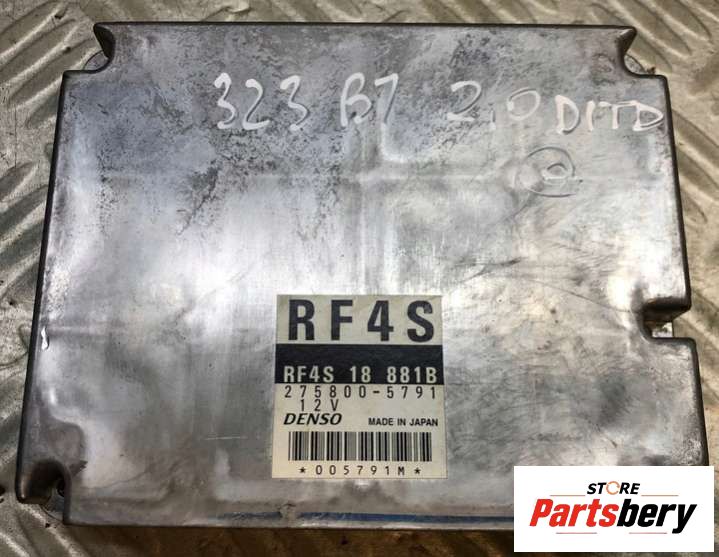 323 BJ 2,0 DITD
RF4S
RF4S 18 881B
275800-5791
12V
DENSO MADE IN JAPAN
*005791M*
STORE
Partsbery